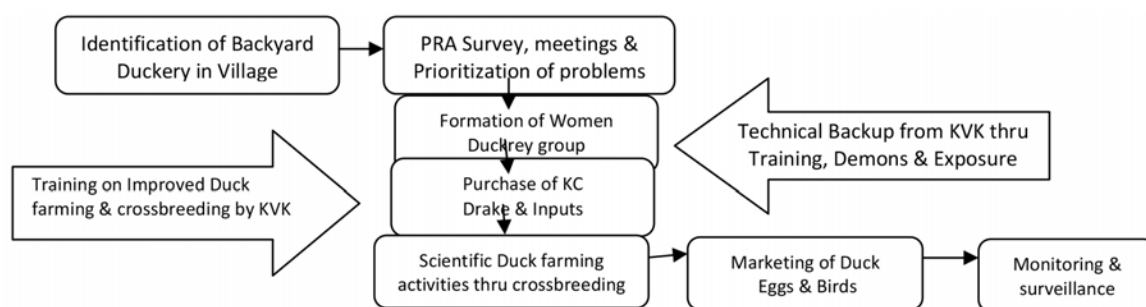 Identification of Backyard
Duckery in Village
PRA Survey, meetings &
Prioritization of problems
Formation of Women
Duckrey group
Technical Backup from KVK thru
Training, Demons & Exposure
Training on Improved Duck
farming & crossbreeding by KVK
Purchase of KC
Drake & Inputs
Scientific Duck farming
activities thru crossbreeding
Marketing of Duck
Eggs & Birds
Monitoring &
surveillance